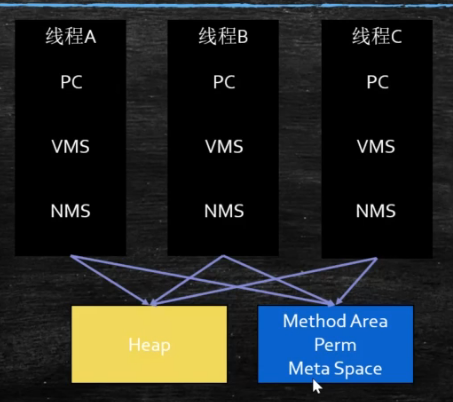 线程A
PC
VMS
NMS
线程B
PC
VMS
NMS
线程C
PC
VMS
NMS
Heap
Method Area
Perm
Meta Space